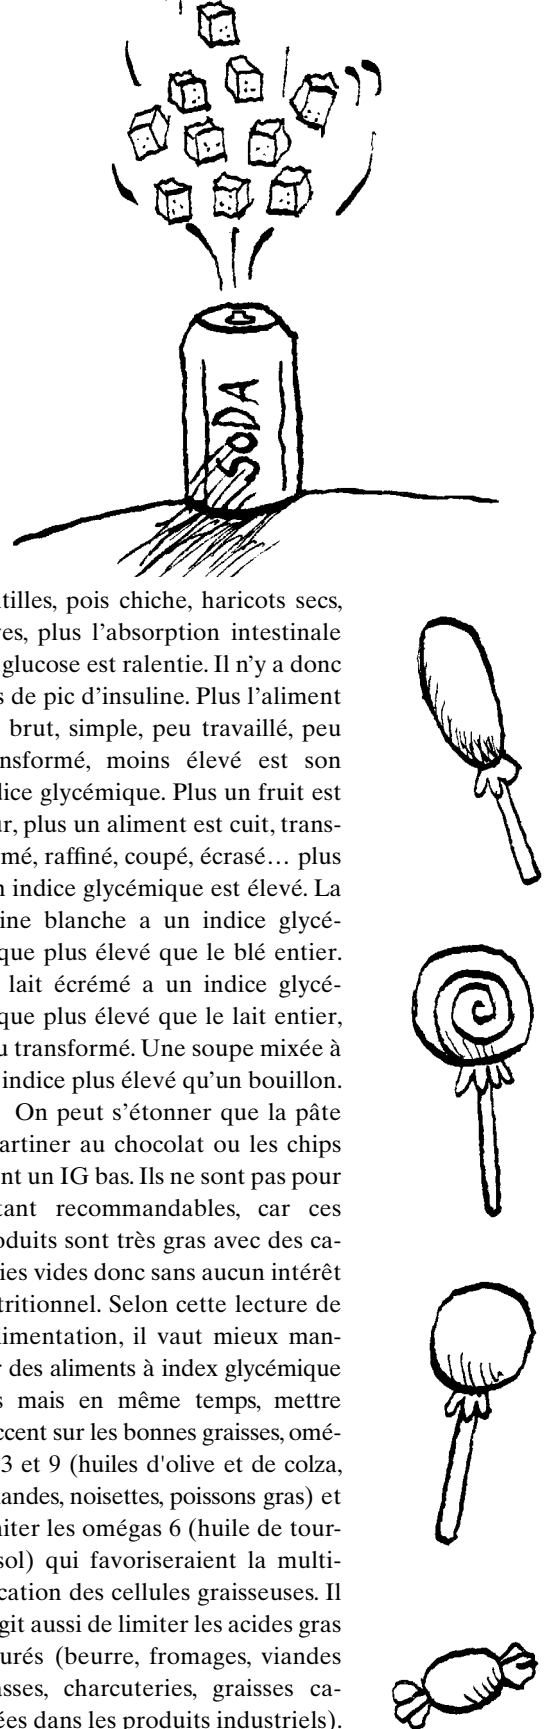 SODA
tilles, pois chiche, haricots secs,
ves, plus l’absorption intestinale
glucose est ralentie. Il n’y a donc
s de pic d’insuline. Plus l’aliment
brut, simple, peu travaillé, peu
nsformé, moins élevé est son
dice glycémique. Plus un fruit est
ur, plus un aliment est cuit, trans-
mé, raffiné, coupé, écrasé… plus
n indice glycémique est élevé. La
ine blanche a un indice glycé-
que plus élevé que le blé entier.
lait écrémé a un indice glycé-
que plus élevé que le lait entier,
u transformé. Une soupe mixée à
indice plus élevé qu’un bouillon.
On peut s’étonner que la pâte
artiner au chocolat ou les chips
nt un IG bas. Ils ne sont pas pour
tant recommandables, car ces
oduits sont très gras avec des ca-
ies vides donc sans aucun intérêt
tritionnel. Selon cette lecture de
limentation, il vaut mieux man-
r des aliments à index glycémique
s mais en même temps, mettre
ccent sur les bonnes graisses, omé-
3 et 9 (huiles d'olive et de colza,
andes, noisettes, poissons gras) et
iter les omégas 6 (huile de tour-
sol) qui favoriseraient la multi-
cation des cellules graisseuses. Il
git aussi de limiter les acides gras
urés (beurre, fromages, viandes
sses, charcuteries, graisses ca-
ées dans les produits industriels).